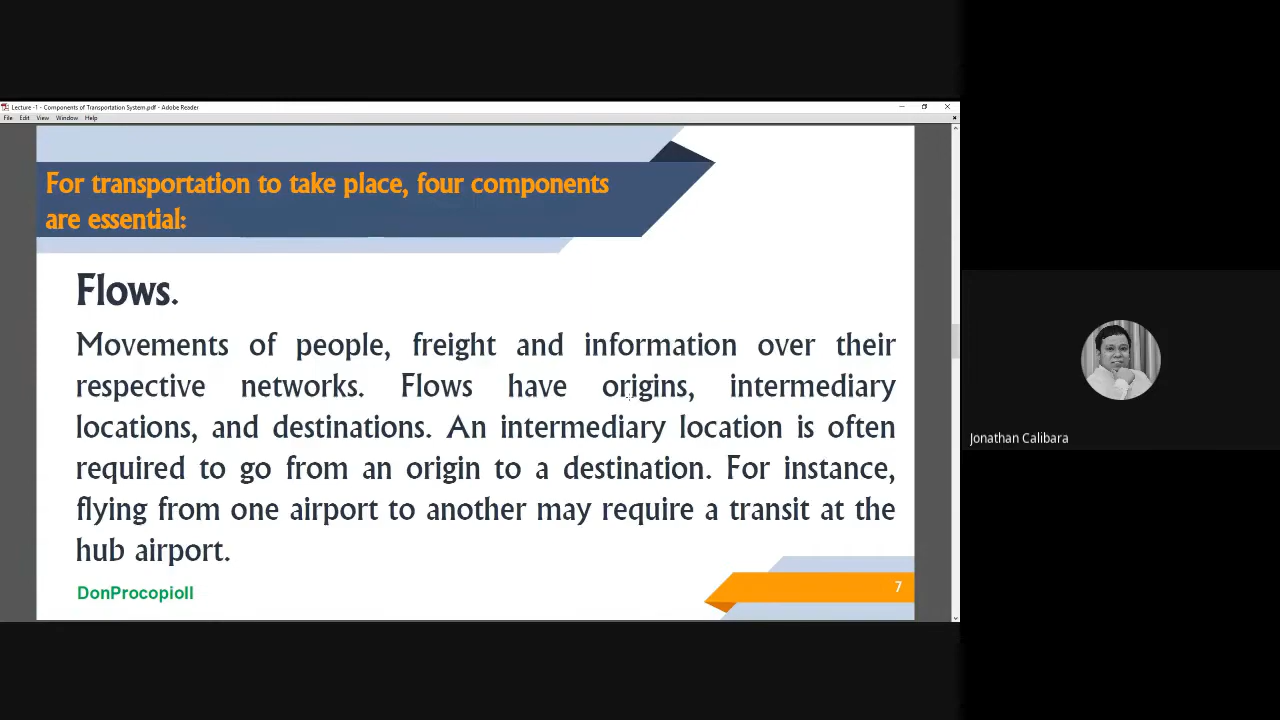 Lecture -1 - Components of Transportation System.pdf - Adobe Reader
File Edit View Window Help
For transportation to take place, four components
are essential:
Flows.
Movements of people, freight and information over their
respective networks. Flows have origins, intermediary
locations, and destinations. An intermediary location is often
required to go from an origin to a destination. For instance,
flying from one airport to another may require a transit at the
hub airport.
DonProcopioII
7
Jonathan Calibara